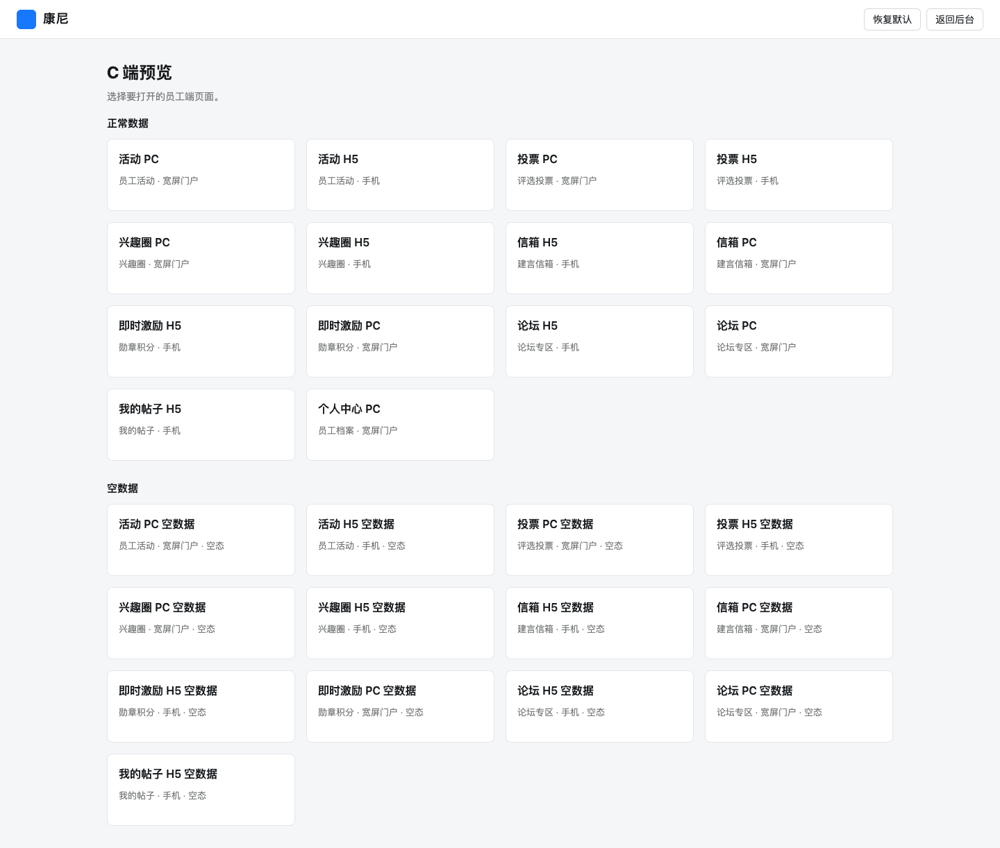 康尼
恢复默认
返回后台
C 端预览
选择要打开的员工端页面。
正常数据
活动 PC
员工活动 · 宽屏门户
活动 H5
员工活动 · 手机
投票 PC
评选投票 · 宽屏门户
投票 H5
评选投票 · 手机
兴趣圈 PC
兴趣圈 · 宽屏门户
兴趣圈 H5
兴趣圈 · 手机
信箱 H5
建言信箱 · 手机
信箱 PC
建言信箱 · 宽屏门户
即时激励 H5
勋章积分 · 手机
即时激励 PC
勋章积分 · 宽屏门户
论坛 H5
论坛专区 · 手机
论坛 PC
论坛专区 · 宽屏门户
我的帖子 H5
我的帖子 · 手机
个人中心 PC
员工档案 · 宽屏门户
空数据
活动 PC 空数据
员工活动 · 宽屏门户 · 空态
活动 H5 空数据
员工活动 · 手机 · 空态
投票 PC 空数据
评选投票 · 宽屏门户 · 空态
投票 H5 空数据
评选投票 · 手机 · 空态
兴趣圈 PC 空数据
兴趣圈 · 宽屏门户 · 空态
兴趣圈 H5 空数据
兴趣圈 · 手机 · 空态
信箱 H5 空数据
建言信箱 · 手机 · 空态
信箱 PC 空数据
建言信箱 · 宽屏门户 · 空态
即时激励 H5 空数据
勋章积分 · 手机 · 空态
即时激励 PC 空数据
勋章积分 · 宽屏门户 · 空态
论坛 H5 空数据
论坛专区 · 手机 · 空态
论坛 PC 空数据
论坛专区 · 宽屏门户 · 空态
我的帖子 H5 空数据
我的帖子 · 手机 · 空态